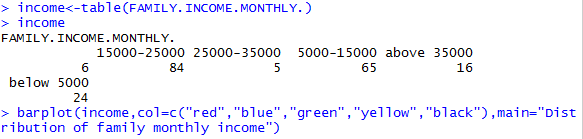 > income<-table(FAMILY.INCOME.MONTHLY.)
> income
FAMILY.INCOME.MONTHLY.
15000-25000 25000-35000 5000-15000 above 35000
6 84 5 65 16
below 5000
24
> barplot(income,col=c("red","blue","green","yellow","black"),main="Dist
ribution of family monthly income")